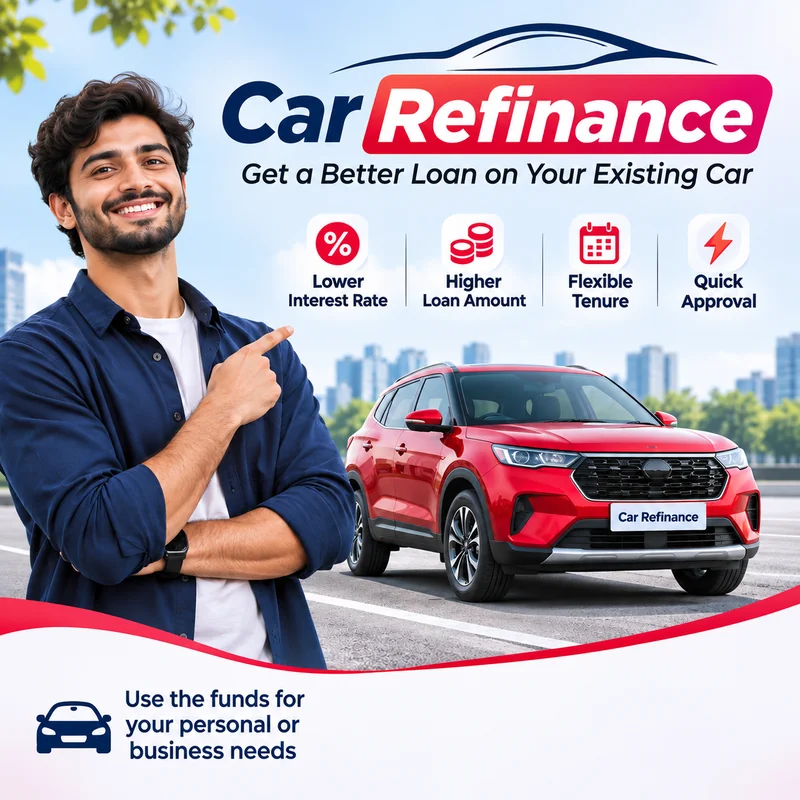 Car Refinance
Get a Better Loan on Your Existing Car
%
Lower
Interest Rate
Higher
Loan Amount
Flexible
Tenure
Quick
Approval
Car Refinance
Use the funds for
your personal or
business needs